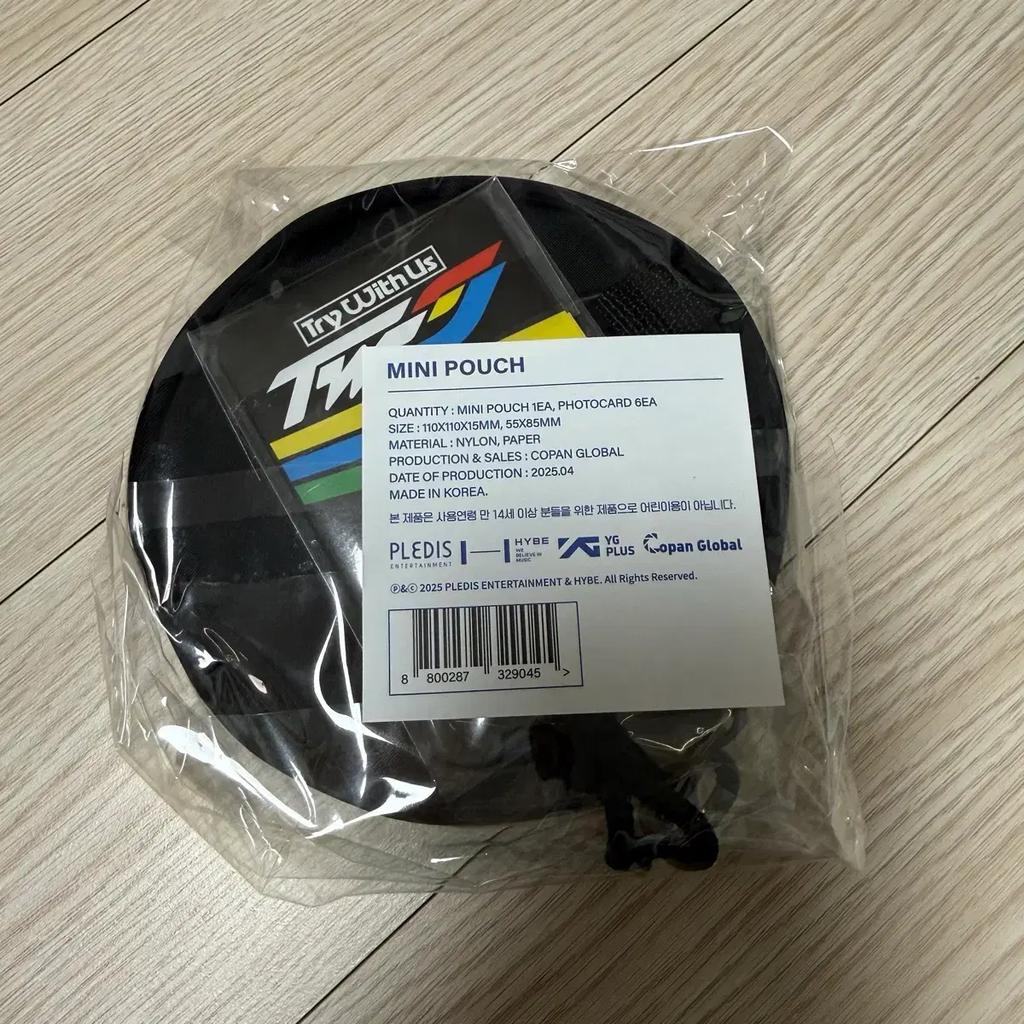 Try With Us
TWS
MINI POUCH
QUANTITY : MINI POUCH 1EA, PHOTOCARD 6EA
SIZE : 110X110X15MM, 55X85MM
MATERIAL : NYLON, PAPER
PRODUCTION & SALES : COPAN GLOBAL
DATE OF PRODUCTION : 2025.04
MADE IN KOREA.
본 제품은 사용연령 만 14세 이상 분들을 위한 제품으로 어린이용이 아닙니다.
PLEDIS ENTERTAINMENT HYBE WE BELIEVE IN MUSIC YG PLUS Copan Global
℗&© 2025 PLEDIS ENTERTAINMENT & HYBE. All Rights Reserved.
8 800287 329045 >